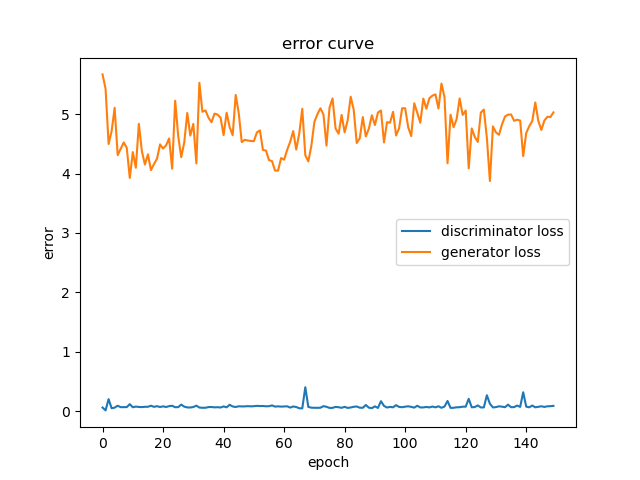 error curve
5
4
3
2
1
0
error
discriminator loss
generator loss
0 20 40 60 80 100 120 140
epoch